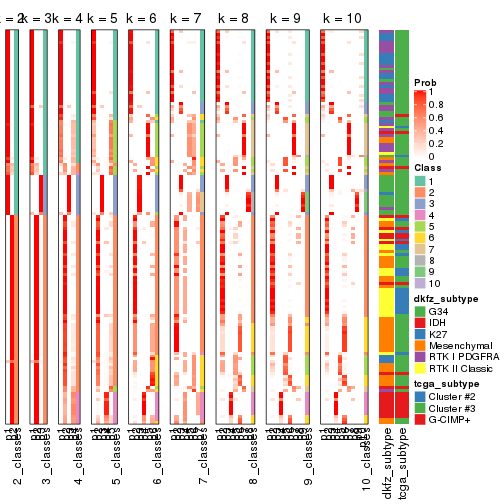 k = 2
k = 3
k = 4
k = 5
k = 6
k = 7
k = 8
k = 9
k = 10
Prob
1
0.8
0.6
0.4
0.2
0
Class
1
2
3
4
5
6
7
8
9
10
dkfz_subtype
G34
IDH
K27
Mesenchymal
RTK I PDGFRA
RTK II Classic
tcga_subtype
Cluster #2
Cluster #3
G-CIMP+
2_classes
3_classes
4_classes
5_classes
6_classes
7_classes
8_classes
9_classes
10_classes
dkfz_subtype
tcga_subtype